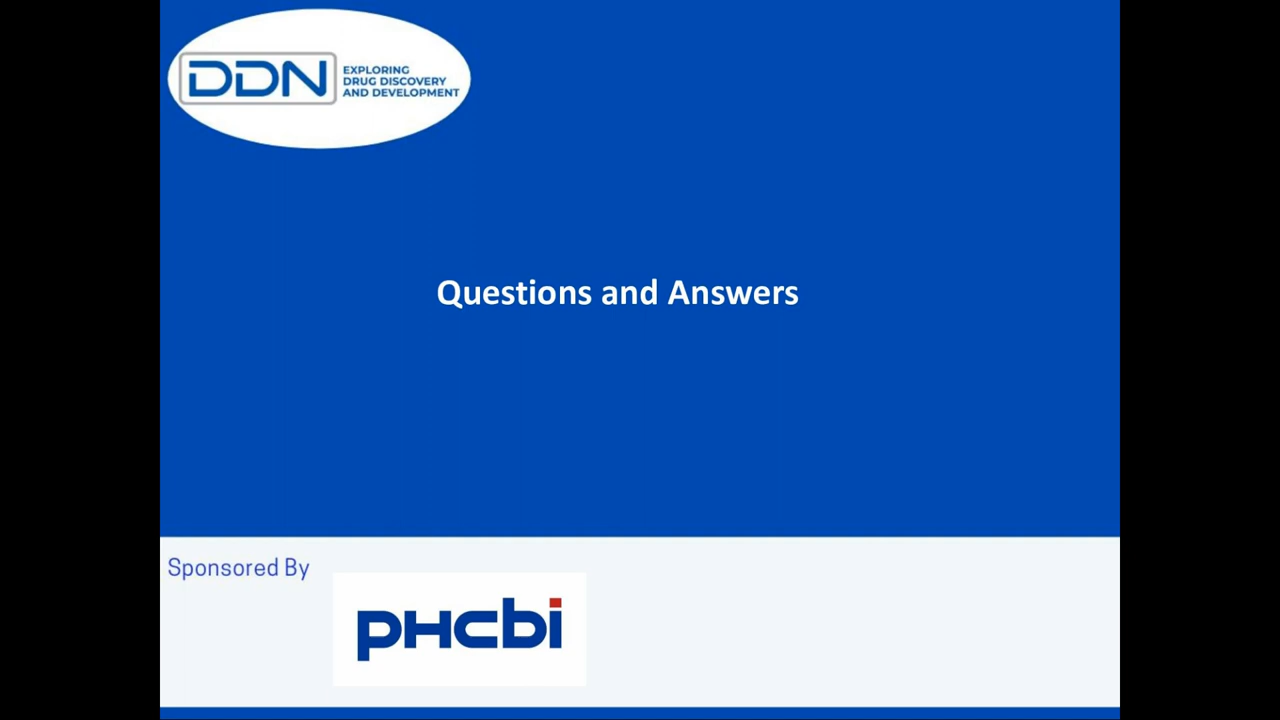 DDN
EXPLORING
DRUG DISCOVERY
AND DEVELOPMENT
Questions and Answers
Sponsored By
PHCbi